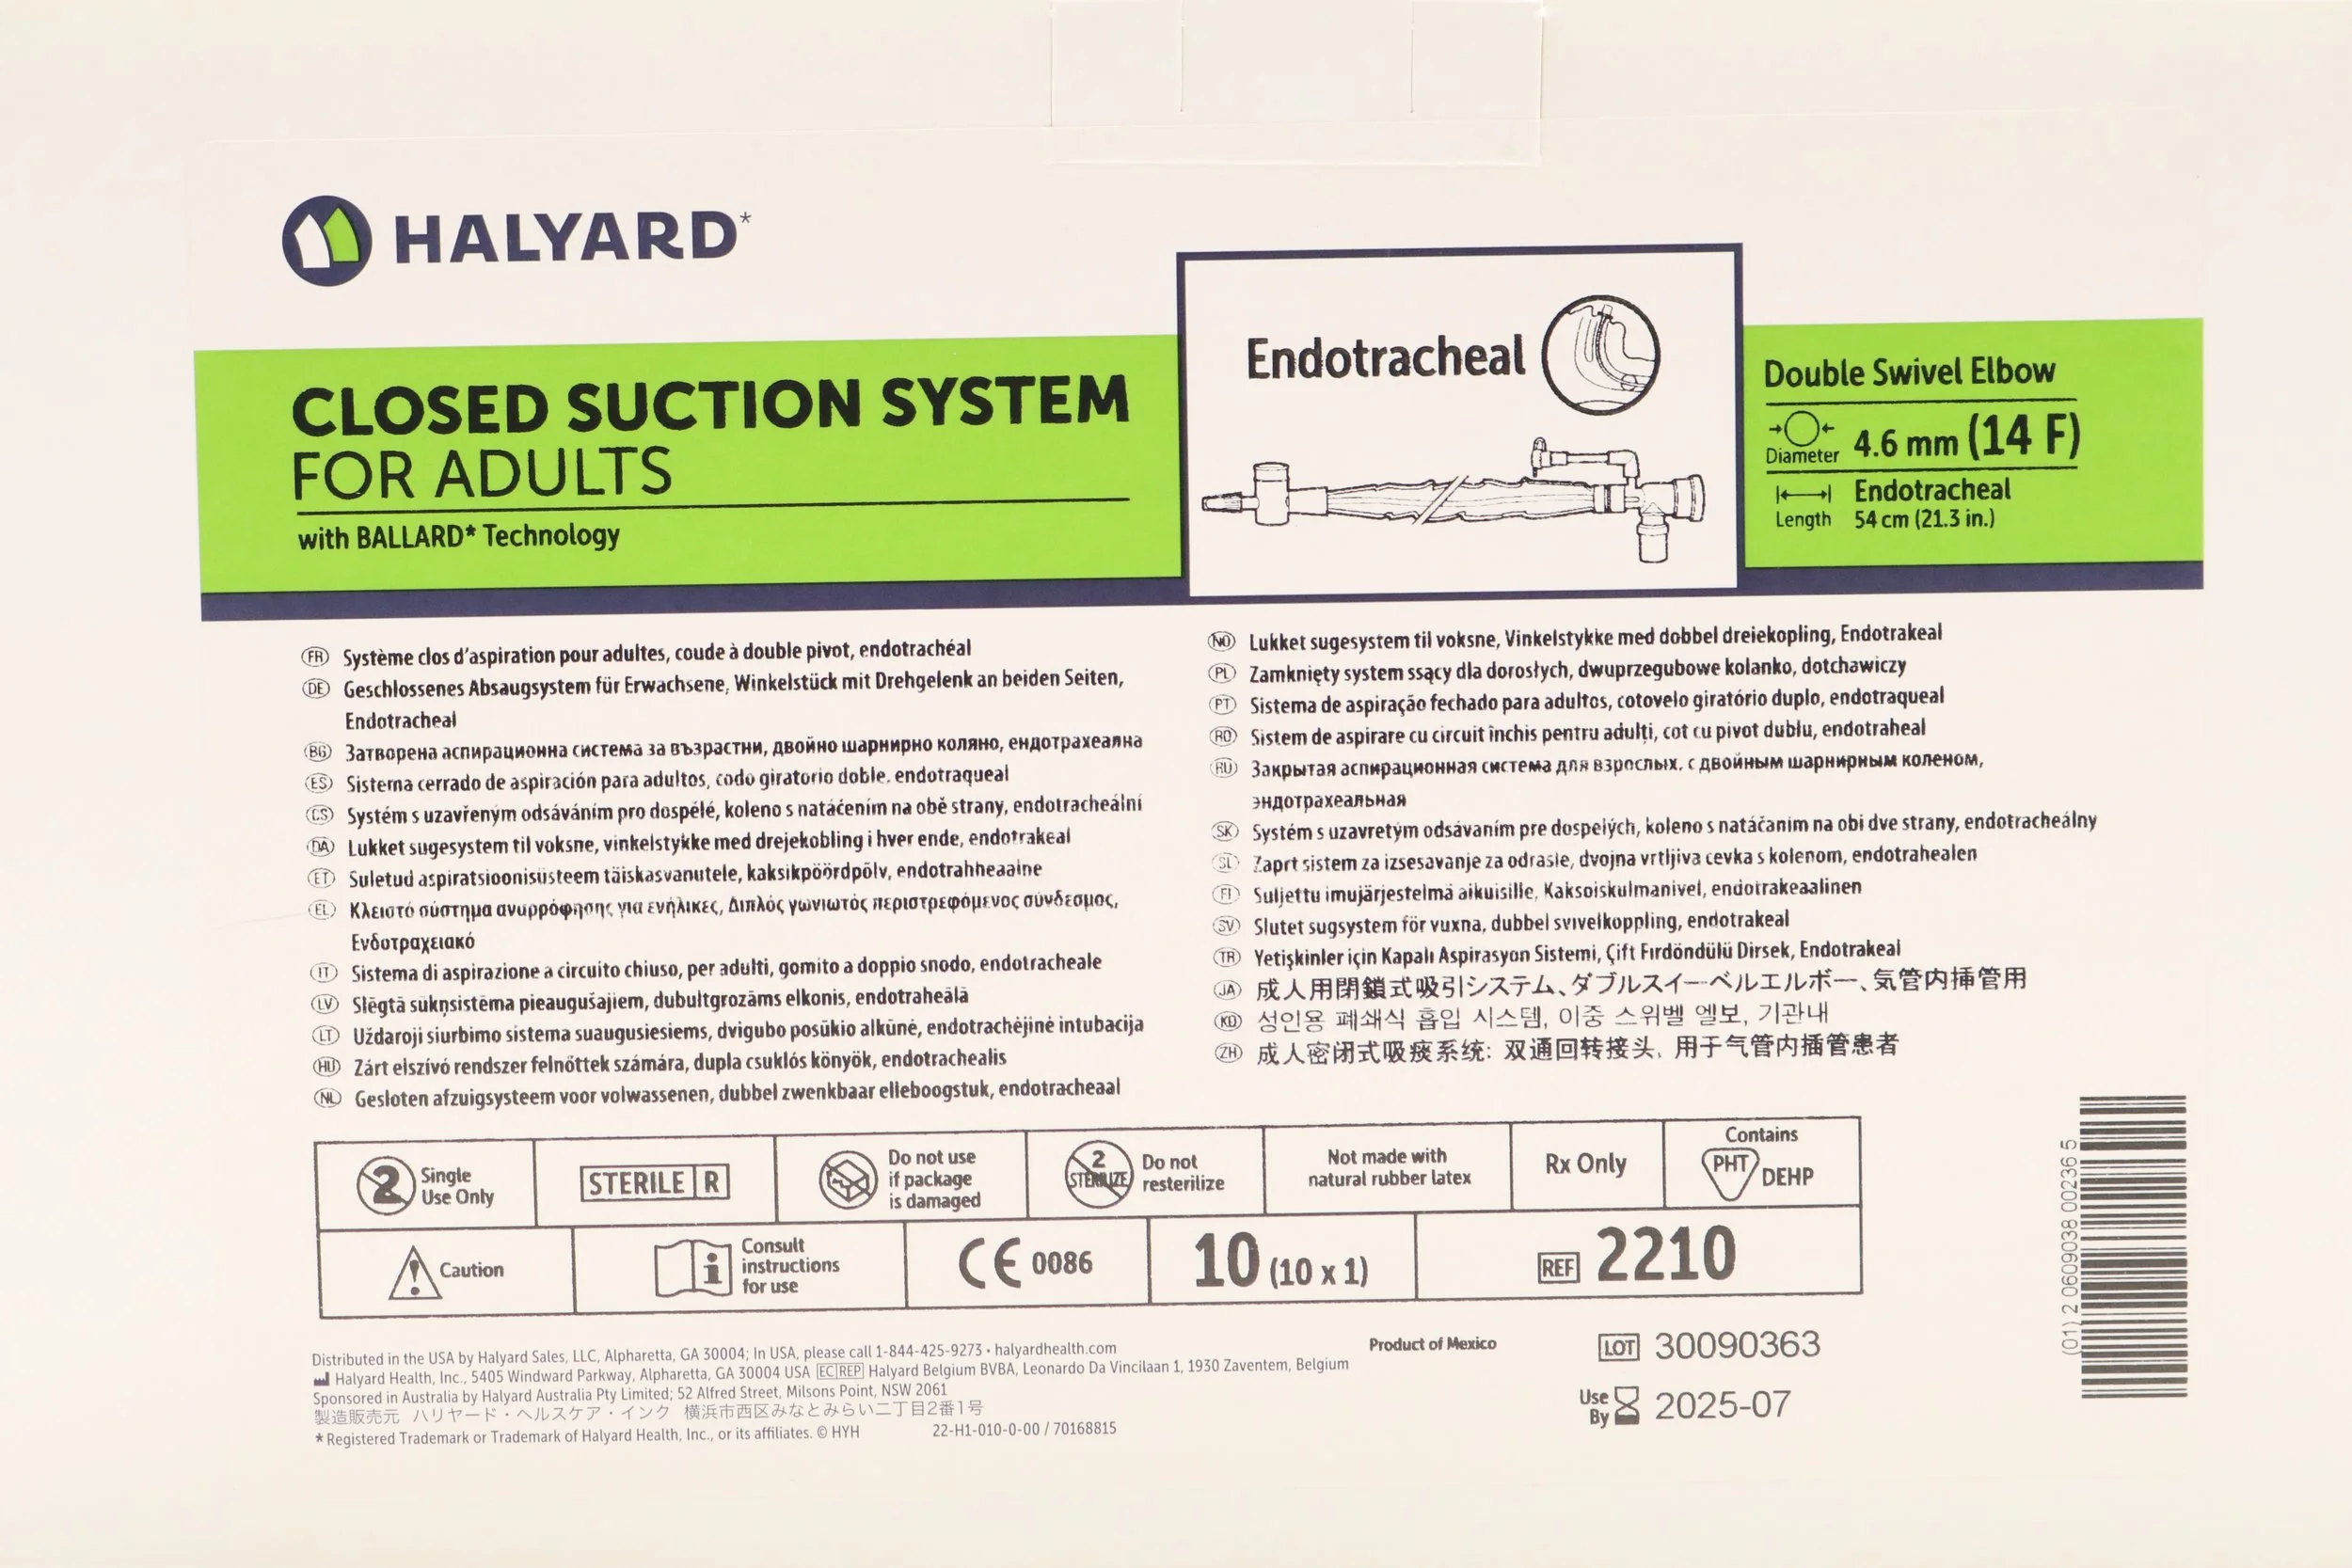 HALYARD*
CLOSED SUCTION SYSTEM
FOR ADULTS
with BALLARD* Technology
Endotracheal
Double Swivel Elbow
Diameter 4.6 mm (14 F)
Endotracheal
Length 54 cm (21.3 in.)
FR Système clos d'aspiration pour adultes, coude à double pivot, endotrachéal
DE Geschlossenes Absaugsystem für Erwachsene, Winkelstück mit Drehgelenk an beiden Seiten,
Endotracheal
BG Затворена аспирационна система за възрастни, двойно шарнирно коляно, ендотрахеална
ES Sistema cerrado de aspiración para adultos, codo giratorio doble. endotraqueal
CS Systém s uzavřeným odsáváním pro dospělé, koleno s natáčením na obě strany, endotracheální
DA Lukket sugesystem til voksne, vinkelstykke med drejekobling i hver ende, endotrakeal
ET Suletud aspiratsioonisüsteem täiskasvanutele, kaksikpöördpõlv, endotrahheaalne
EL Κλειστό σύστημα αναρρόφησης για ενήλικες, Διπλός γωνιωτός περιστρεφόμενος σύνδεσμος,
Ενδοτραχειακό
IT Sistema di aspirazione a circuito chiuso, per adulti, gomito a doppio snodo, endotracheale
LV Slēgtā sūkņsistēma pieaugušajiem, dubultgrozāms elkonis, endotraheālā
LT Uždaroji siurbimo sistema suaugusiesiems, dvigubo posūkio alkūnė, endotrachėjinė intubacija
HU Zárt elszívó rendszer felnőttek számára, dupla csuklós könyök, endotrachealis
NL Gesloten afzuigsysteem voor volwassenen, dubbel zwenkbaar elleboogstuk, endotracheaal
NO Lukket sugesystem til voksne, Vinkelstykke med dobbel dreiekopling, Endotrakeal
PL Zamknięty system ssący dla dorosłych, dwuprzegubowe kolanko, dotchawiczy
PT Sistema de aspiração fechado para adultos, cotovelo giratório duplo, endotraqueal
RO Sistem de aspirare cu circuit închis pentru adulți, cot cu pivot dublu, endotraheal
RU Закрытая аспирационная система для взрослых, с двойным шарнирным коленом,
эндотрахеальная
SK Systém s uzavretým odsávaním pre dospelých, koleno s natáčaním na obi dve strany, endotracheálny
SL Zaprt sistem za izsesavanje za odrasle, dvojna vrtljiva cevka s kolenom, endotrahealen
FI Suljettu imujärjestelmä aikuisille, Kaksoiskulmanivel, endotrakeaalinen
SV Slutet sugsystem för vuxna, dubbel svivelkoppling, endotrakeal
TR Yetişkinler için Kapalı Aspirasyon Sistemi, Çift Fırdöndülü Dirsek, Endotrakeal
JA 成人用閉鎖式吸引システム、ダブルスイーベルエルボー、気管内挿管用
KO 성인용 폐쇄식 흡입 시스템, 이중 스위벨 엘보, 기관내
ZH 成人密闭式吸痰系统: 双通回转接头, 用于气管内插管患者
2 Single
Use Only
STERILE R
Do not use
if package
is damaged
2
STERILIZE
Do not
resterilize
Not made with
natural rubber latex
Rx Only
Contains
PHT
DEHP
Caution
Consult
instructions
for use
CE 0086
10 (10 x 1)
REF 2210
Distributed in the USA by Halyard Sales, LLC, Alpharetta, GA 30004; In USA, please call 1-844-425-9273 • halyardhealth.com
Halyard Health, Inc., 5405 Windward Parkway, Alpharetta, GA 30004 USA EC REP Halyard Belgium BVBA, Leonardo Da Vincilaan 1, 1930 Zaventem, Belgium
Sponsored in Australia by Halyard Australia Pty Limited; 52 Alfred Street, Milsons Point, NSW 2061
製造販売元 ハリヤード・ヘルスケア・インク 横浜市西区みなとみらい二丁目2番1号
* Registered Trademark or Trademark of Halyard Health, Inc., or its affiliates. © HYH 22-H1-010-0-00 / 70168815
Product of Mexico
LOT 30090363
Use
By 2025-07
(01) 2 0609038 00236 5